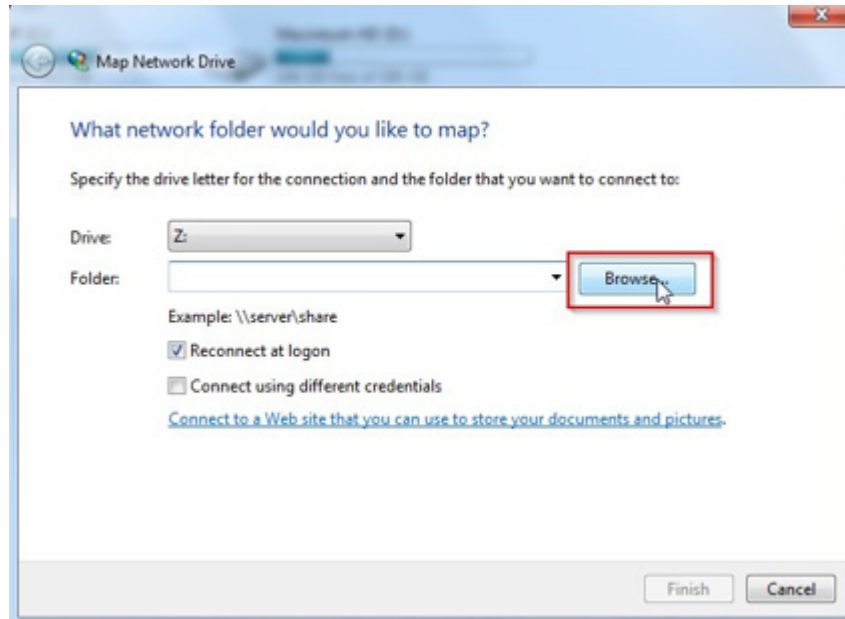 Map Network Drive
What network folder would you like to map?
Specify the drive letter for the connection and the folder that you want to connect to:
Drive: Z:
Folder: Browse...
Example: \\server\share
Reconnect at logon
Connect using different credentials
Connect to a Web site that you can use to store your documents and pictures.
Finish Cancel